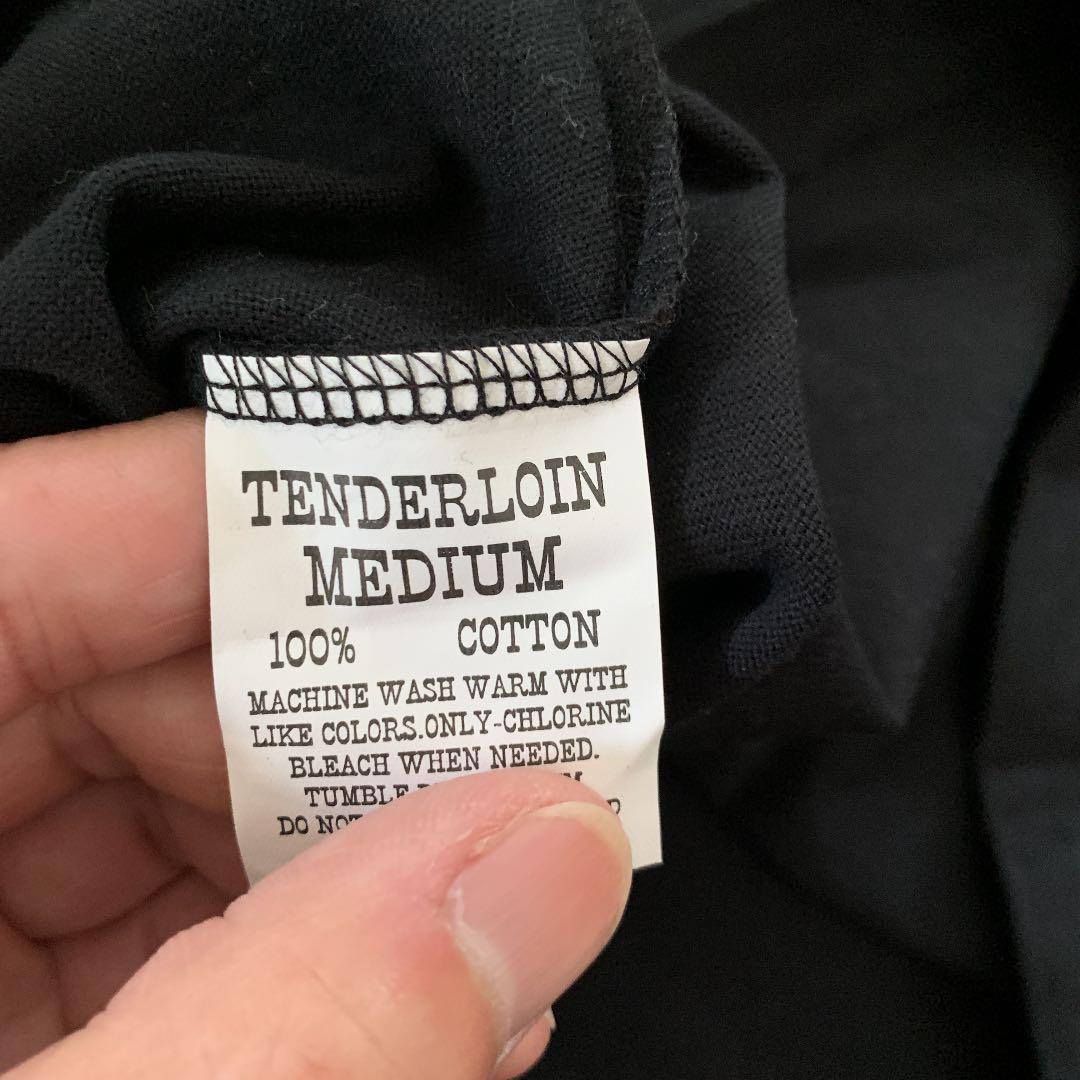 TENDERLOIN
MEDIUM
100% COTTON
MACHINE WASH WARM WITH
LIKE COLORS.ONLY-CHLORINE
BLEACH WHEN NEEDED.
TUMBLE
DO NOT